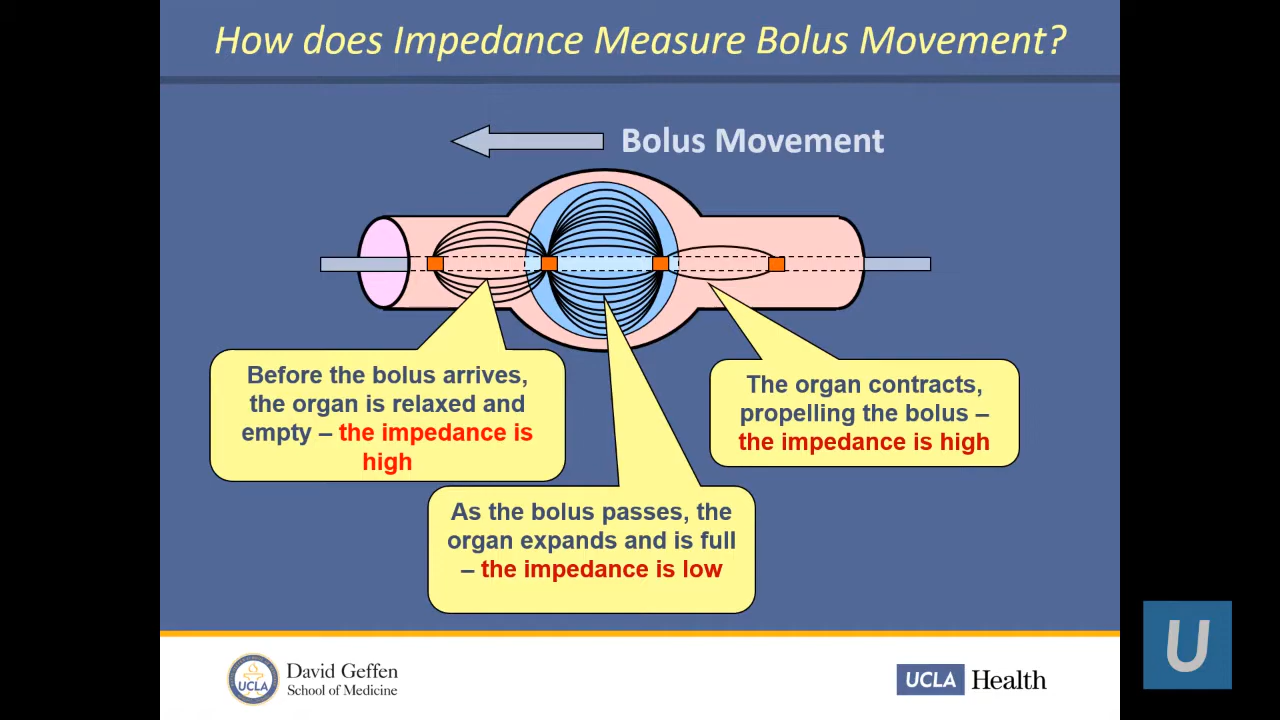 How does Impedance Measure Bolus Movement?
Bolus Movement
Before the bolus arrives,
the organ is relaxed and
empty – the impedance is
high
The organ contracts,
propelling the bolus –
the impedance is high
As the bolus passes, the
organ expands and is full
– the impedance is low
UCLA
David Geffen
School of Medicine
UCLA Health
U